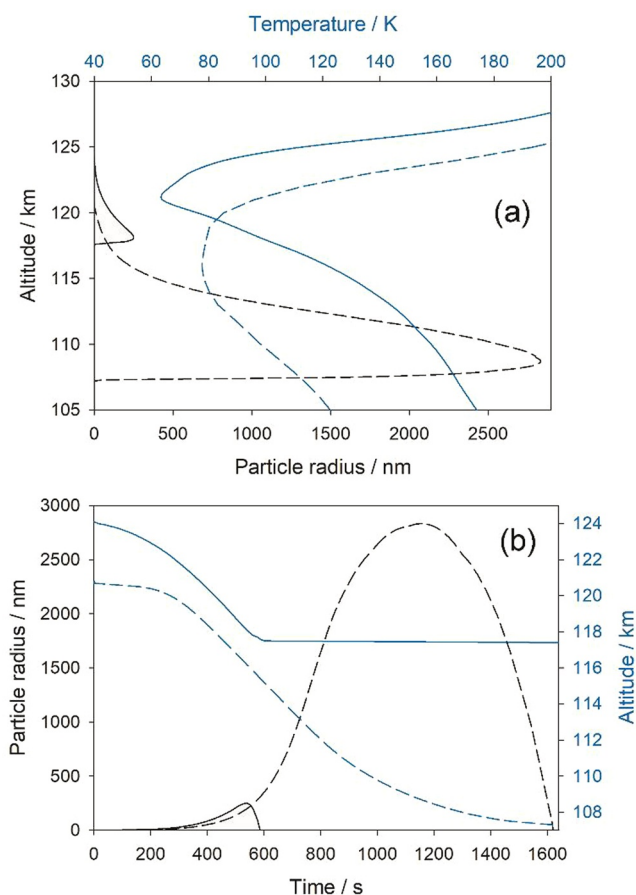 Temperature / K
40 60 80 100 120 140 160 180 200
130
125
120
115
110
105
Altitude / km
(a)
0 500 1000 1500 2000 2500
Particle radius / nm
3000
2500
2000
1500
1000
500
0
Particle radius / nm
(b)
124
122
120
118
116
114
112
110
108
Altitude / km
0 200 400 600 800 1000 1200 1400 1600
Time / s